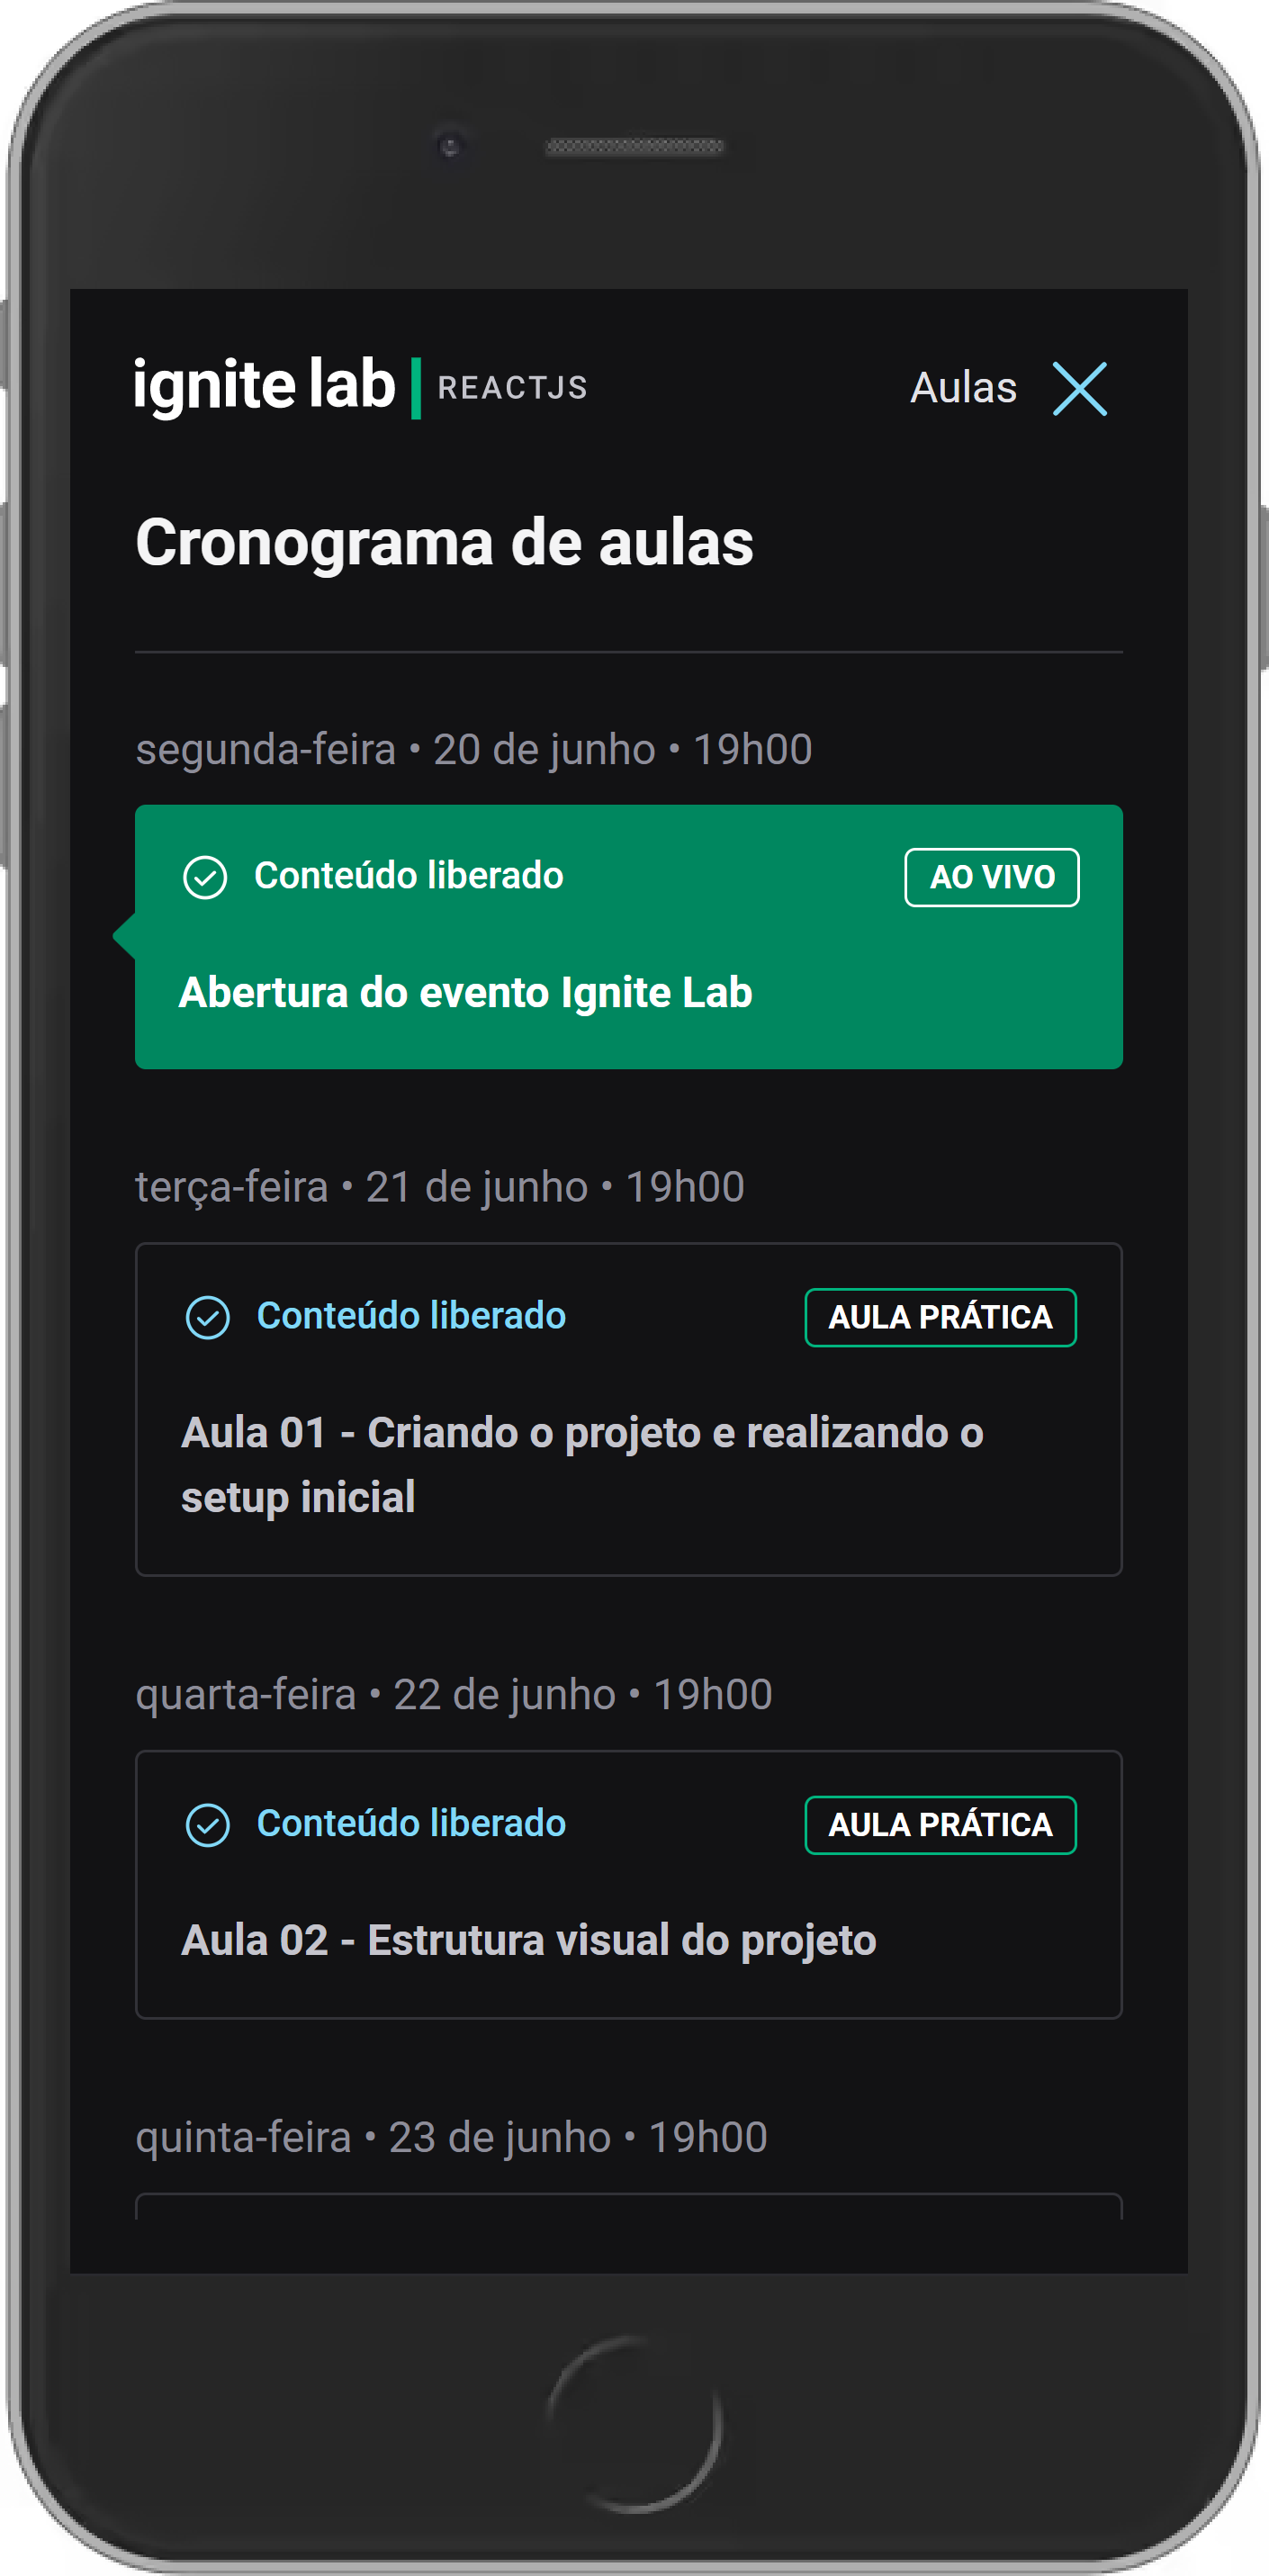 ignite lab | REACTJS
Aulas
Cronograma de aulas
segunda-feira • 20 de junho • 19h00
Conteúdo liberado
AO VIVO
Abertura do evento Ignite Lab
terça-feira • 21 de junho • 19h00
Conteúdo liberado
AULA PRÁTICA
Aula 01 - Criando o projeto e realizando o
setup inicial
quarta-feira • 22 de junho • 19h00
Conteúdo liberado
AULA PRÁTICA
Aula 02 - Estrutura visual do projeto
quinta-feira • 23 de junho • 19h00